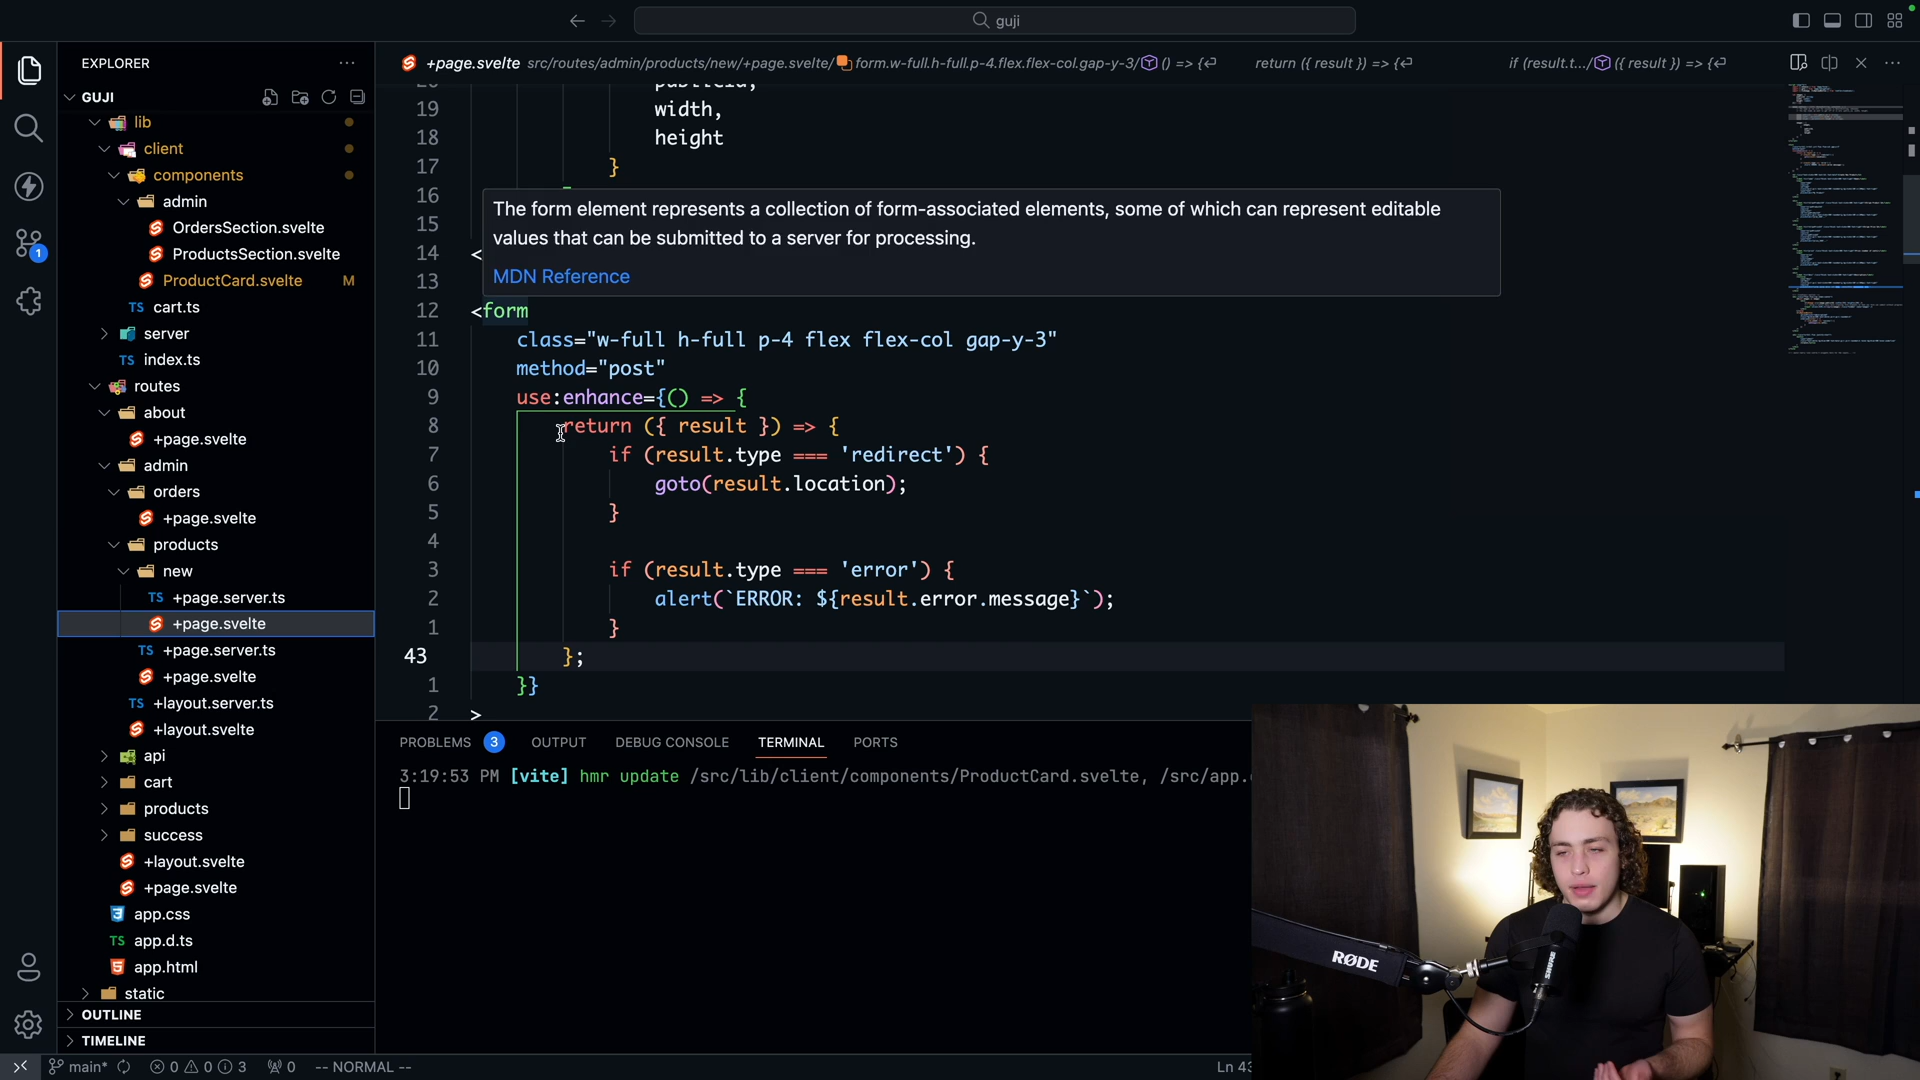 guji
EXPLORER
GUJI
lib
client
components
admin
OrdersSection.svelte
ProductsSection.svelte
ProductCard.svelte M
TS cart.ts
server
TS index.ts
routes
about
+page.svelte
admin
orders
+page.svelte
products
new
TS +page.server.ts
+page.svelte
TS +page.server.ts
+page.svelte
TS +layout.server.ts
+layout.svelte
api
cart
products
success
+layout.svelte
+page.svelte
app.css
TS app.d.ts
app.html
static
OUTLINE
TIMELINE
1
+page.svelte src/routes/admin/products/new/+page.svelte/ form.w-full.h-full.p-4.flex.flex-col.gap-y-3/ () => { return ({ result }) => { if (result.t.../ ({ result }) => {
19 width,
18 height
17 }
16
15
14 <
13
The form element represents a collection of form-associated elements, some of which can represent editable
values that can be submitted to a server for processing.
MDN Reference
12 <form
11 class="w-full h-full p-4 flex flex-col gap-y-3"
10 method="post"
9 use:enhance={() => {
8 return ({ result }) => {
7 if (result.type === 'redirect') {
6 goto(result.location);
5 }
4
3 if (result.type === 'error') {
2 alert(`ERROR: ${result.error.message}`);
1 }
43 };
1 }}
2 >
PROBLEMS 3 OUTPUT DEBUG CONSOLE TERMINAL PORTS
3:19:53 PM [vite] hmr update /src/lib/client/components/ProductCard.svelte, /src/app.
RØDE
SHURE
main* 0 0 3 0 -- NORMAL -- Ln 43